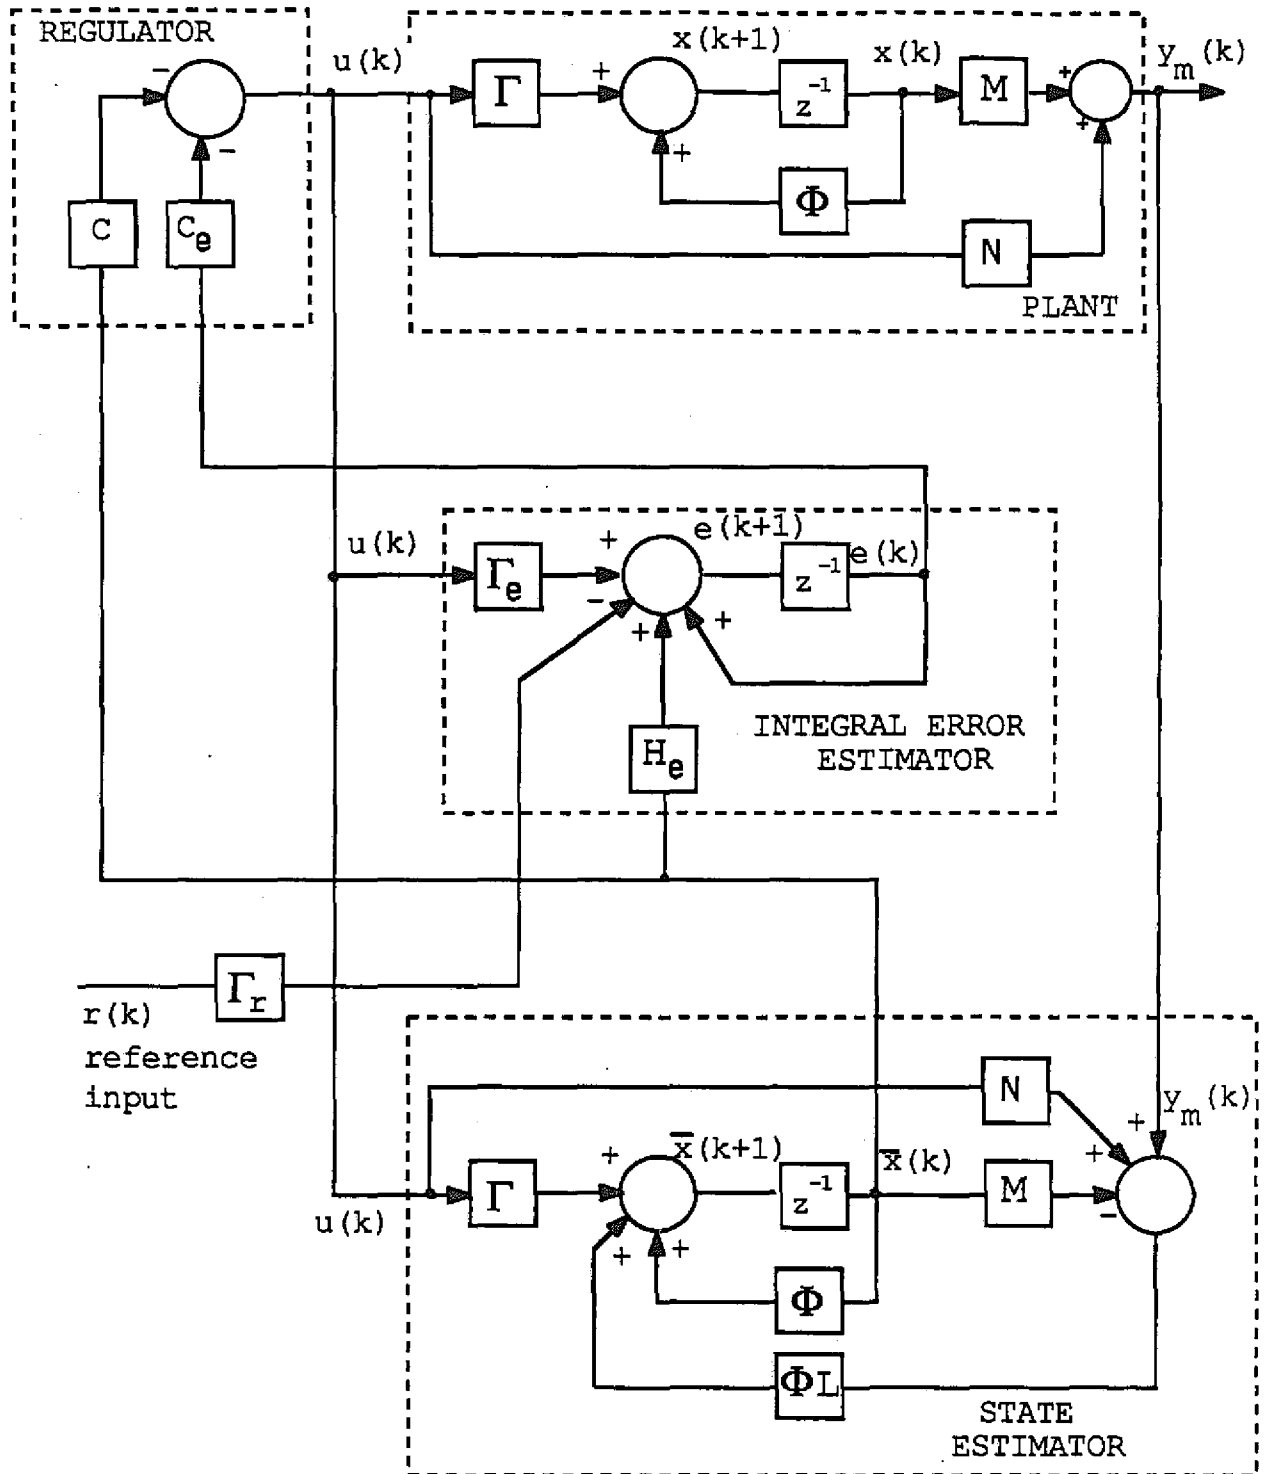 REGULATOR
u(k)
x(k+1)
x(k)
y_m(k)
-
Γ
+
z⁻¹
M
+
+
-
+
Φ
C
C_e
N
PLANT
u(k)
+
e(k+1)
e(k)
Γ_e
z⁻¹
-
+
+
INTEGRAL ERROR
ESTIMATOR
H_e
Γ_r
r(k)
reference
input
N
y_m(k)
+
+
x̅(k+1)
x̅(k)
+
Γ
z⁻¹
M
-
u(k)
+
+
Φ
ΦL
STATE
ESTIMATOR